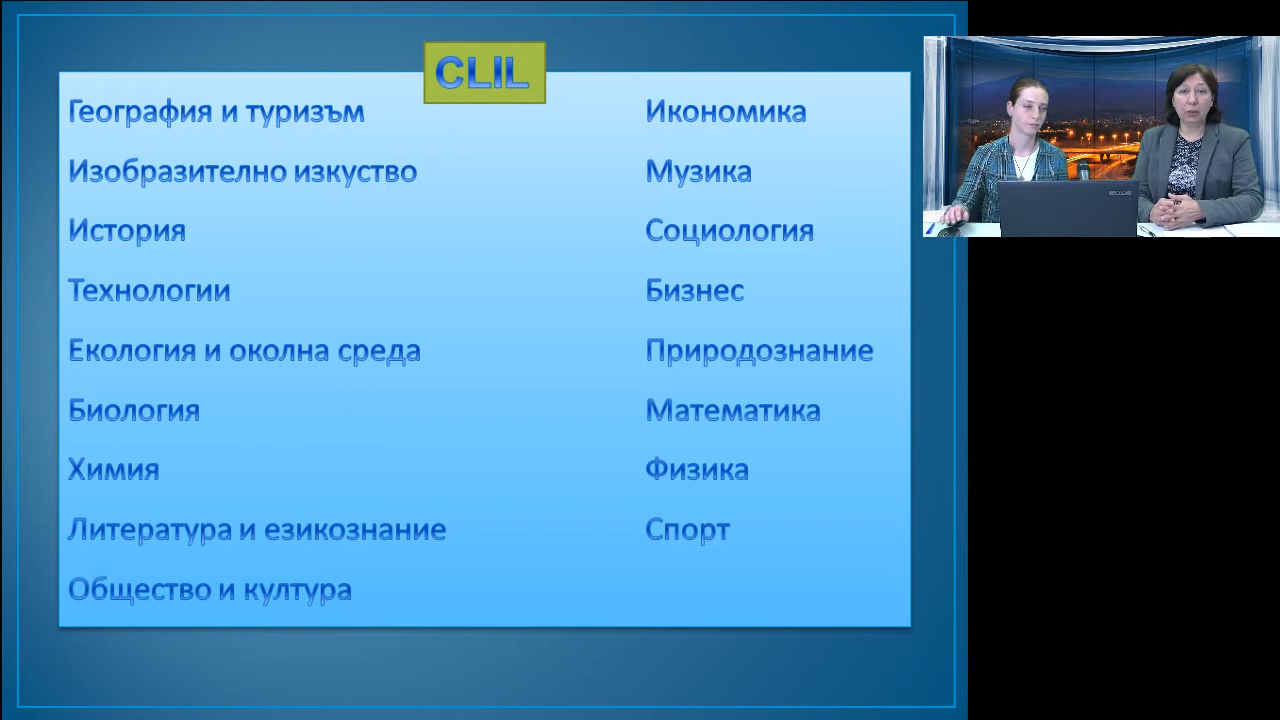 CLIL
География и туризъм
Изобразително изкуство
История
Технологии
Екология и околна среда
Биология
Химия
Литература и езикознание
Общество и култура
Икономика
Музика
Социология
Бизнес
Природознание
Математика
Физика
Спорт